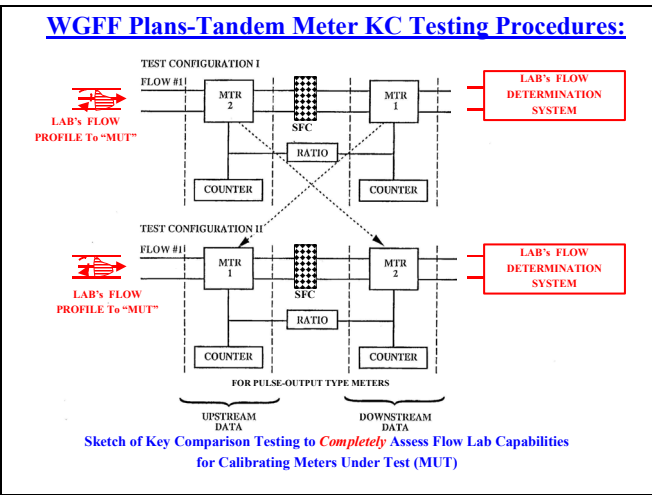 WGFF Plans-Tandem Meter KC Testing Procedures:
TEST CONFIGURATION I
FLOW #1
LAB's FLOW
PROFILE To “MUT”
MTR
2
SFC
MTR
1
LAB's FLOW
DETERMINATION
SYSTEM
RATIO
COUNTER
COUNTER
TEST CONFIGURATION II
FLOW #1
LAB's FLOW
PROFILE To “MUT”
MTR
1
SFC
MTR
2
LAB's FLOW
DETERMINATION
SYSTEM
RATIO
COUNTER
COUNTER
FOR PULSE-OUTPUT TYPE METERS
UPSTREAM
DATA
DOWNSTREAM
DATA
Sketch of Key Comparison Testing to Completely Assess Flow Lab Capabilities
for Calibrating Meters Under Test (MUT)